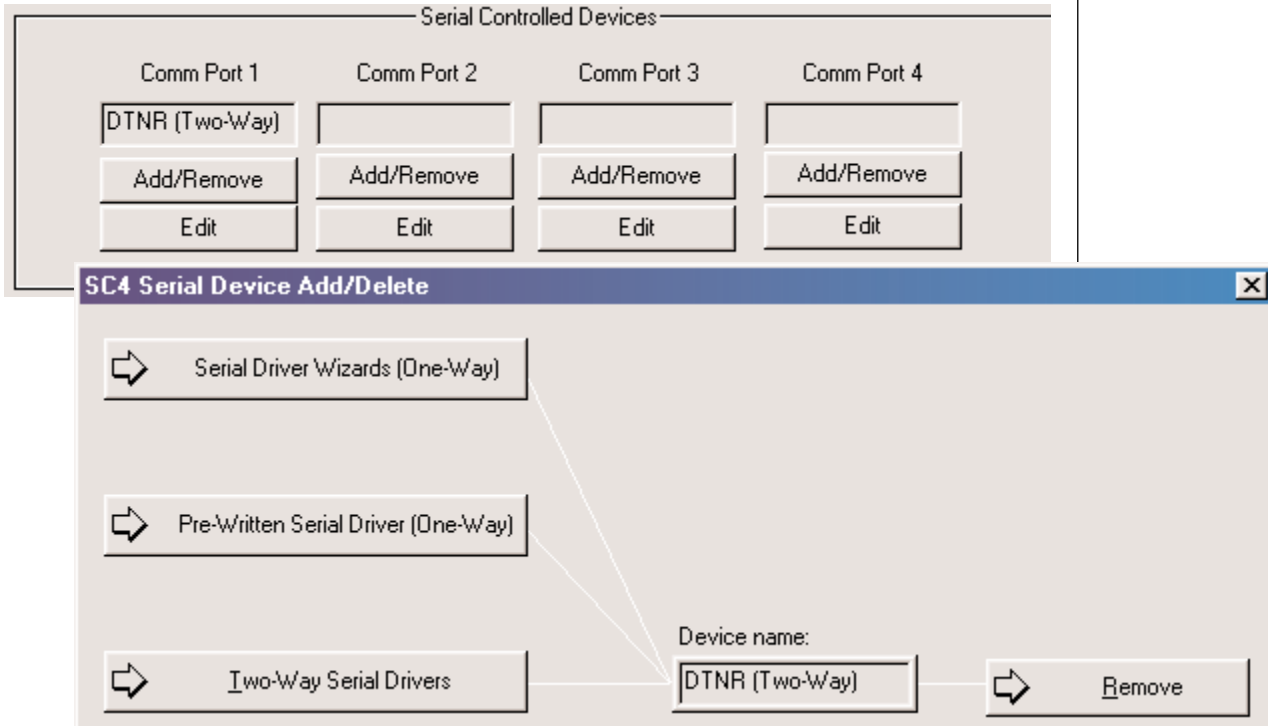 Serial Controlled Devices
Comm Port 1 Comm Port 2 Comm Port 3 Comm Port 4
DTNR (Two-Way)
Add/Remove Add/Remove Add/Remove Add/Remove
Edit Edit Edit Edit
SC4 Serial Device Add/Delete
Serial Driver Wizards (One-Way)
Pre-Written Serial Driver (One-Way)
Device name:
Two-Way Serial Drivers DTNR (Two-Way) Remove